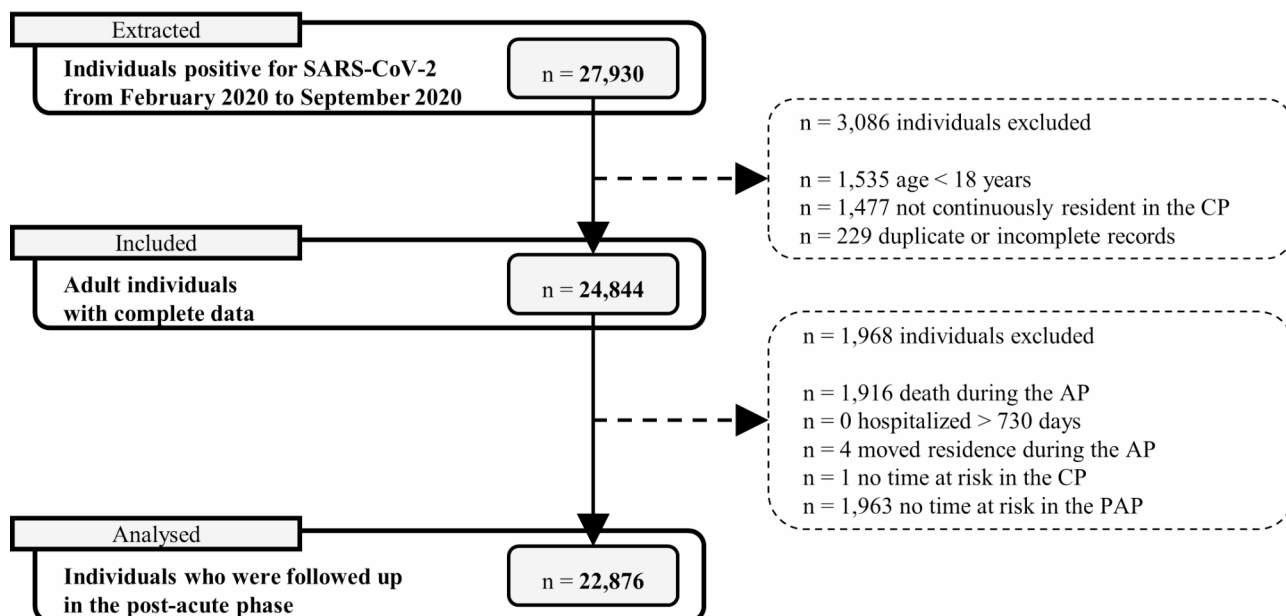 Extracted
Individuals positive for SARS-CoV-2
from February 2020 to September 2020
n = 27,930
n = 3,086 individuals excluded
n = 1,535 age < 18 years
n = 1,477 not continuously resident in the CP
n = 229 duplicate or incomplete records
Included
Adult individuals
with complete data
n = 24,844
n = 1,968 individuals excluded
n = 1,916 death during the AP
n = 0 hospitalized > 730 days
n = 4 moved residence during the AP
n = 1 no time at risk in the CP
n = 1,963 no time at risk in the PAP
Analysed
Individuals who were followed up
in the post-acute phase
n = 22,876